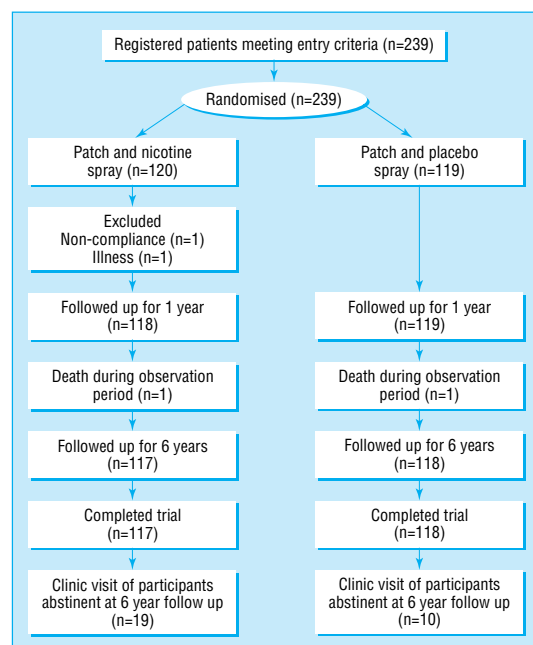 Registered patients meeting entry criteria (n=239)
Randomised (n=239)
Patch and nicotine
spray (n=120)
Patch and placebo
spray (n=119)
Excluded
Non-compliance (n=1)
Illness (n=1)
Followed up for 1 year
(n=118)
Followed up for 1 year
(n=119)
Death during observation
period (n=1)
Death during observation
period (n=1)
Followed up for 6 years
(n=117)
Followed up for 6 years
(n=118)
Completed trial
(n=117)
Completed trial
(n=118)
Clinic visit of participants
abstinent at 6 year follow up
(n=19)
Clinic visit of participants
abstinent at 6 year follow up
(n=10)